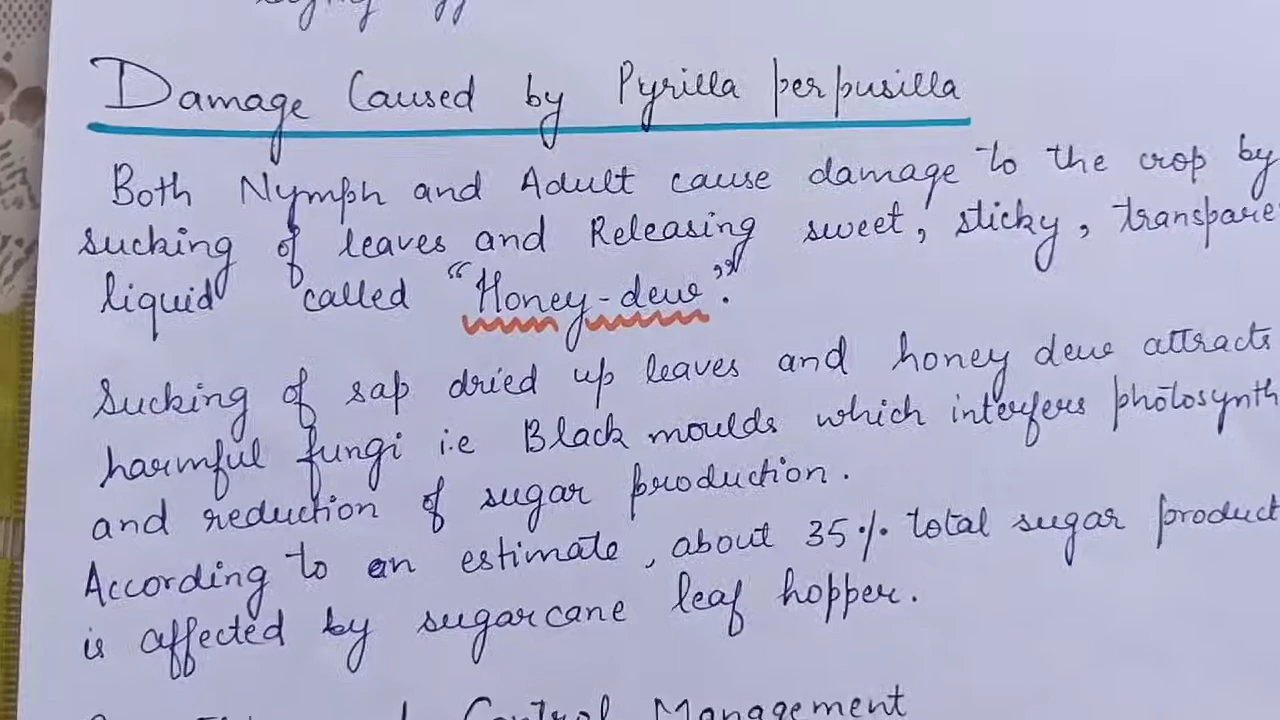 Damage Caused by Pyrilla perpusilla
Both Nymph and Adult cause damage to the crop by
sucking of leaves and Releasing sweet, sticky, transpare
liquid called "Honey-dew".
Sucking of sap dried up leaves and honey dew attracts
harmful fungi i.e Black moulds which interfers photosynth
and reduction of sugar production.
According to an estimate, about 35% total sugar product
is affected by sugarcane leaf hopper.
Control Management